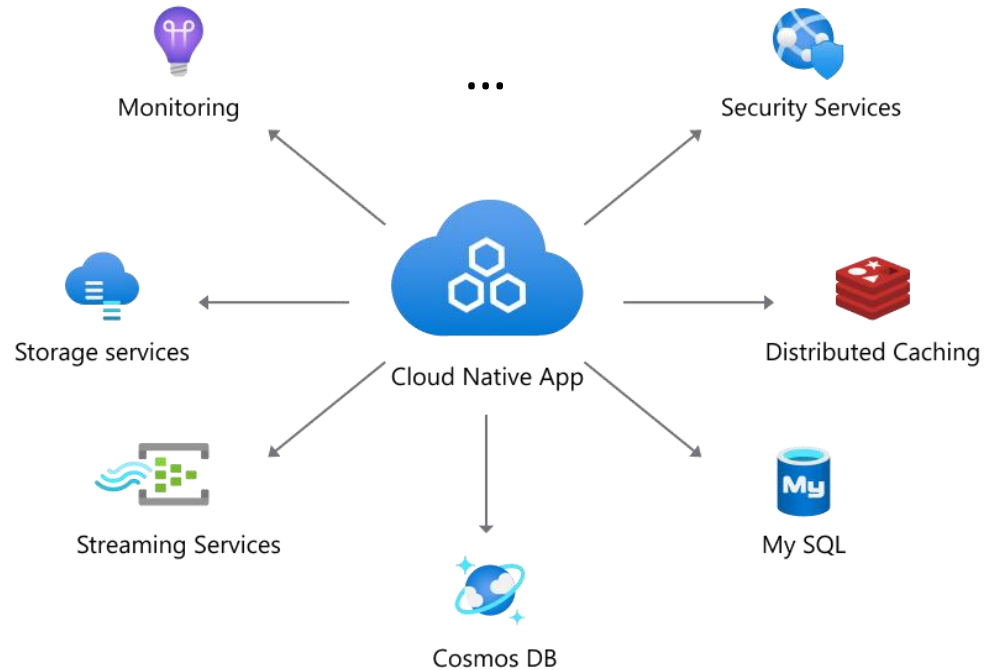 ...
Monitoring
Security Services
Storage services
Cloud Native App
Distributed Caching
Streaming Services
My
My SQL
Cosmos DB